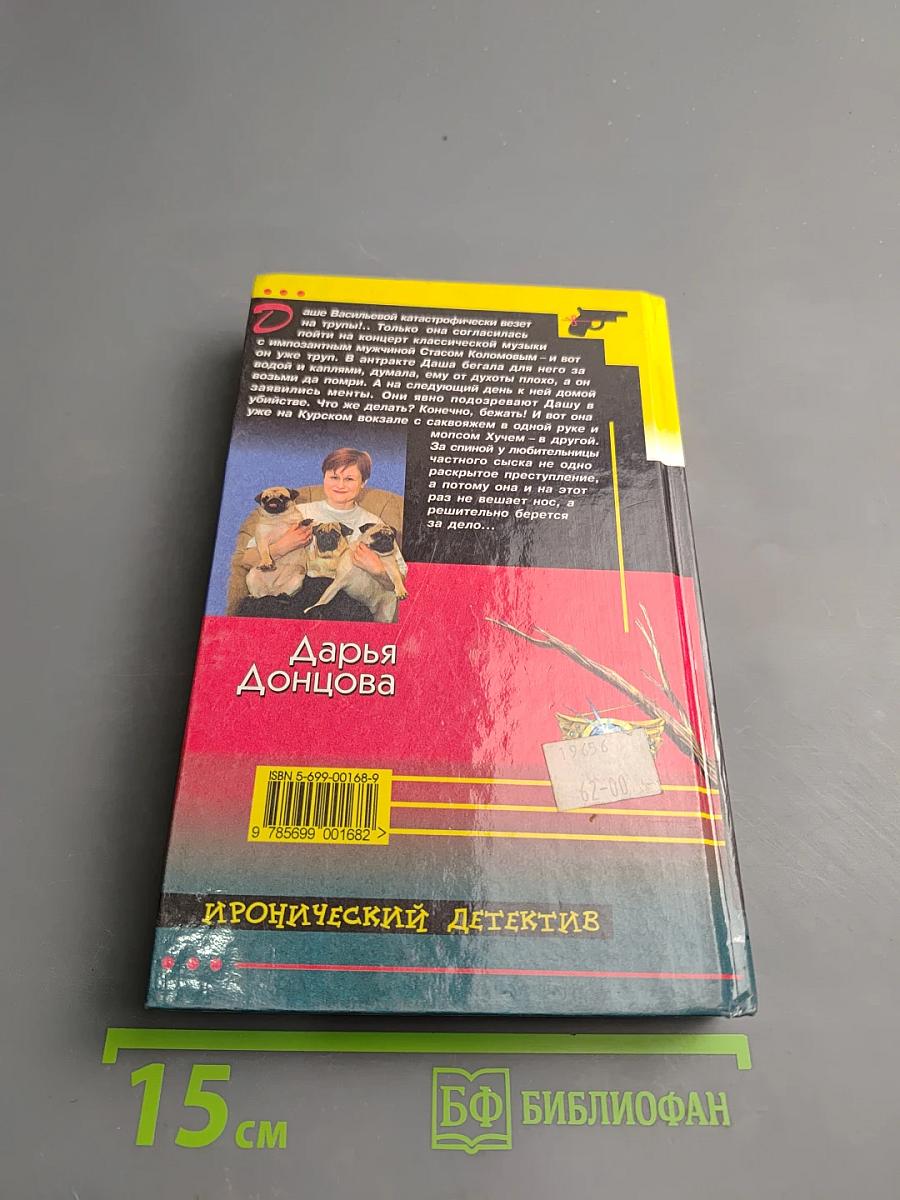 Даше Васильевой катастрофически везет
на трупы!.. Только она согласилась
пойти на концерт классической музыки
с импозантным мужчиной Стасом Коломовым – и вот
он уже труп. В антракте Даша бегала для него за
водой и каплями, думала, ему от духоты плохо, а он
возьми да помри. А на следующий день к ней домой
заявились менты. Они явно подозревают Дашу в
убийстве. Что же делать? Конечно, бежать! И вот она
уже на Курском вокзале с саквояжем в одной руке и
мопсом Хучем – в другой.
За спиной у любительницы
частного сыска не одно
раскрытое преступление,
а потому она и на этот
раз не вешает нос, а
решительно берется
за дело...
Дарья
Донцова
19656
62-00
ISBN 5-699-00168-9
9 785699 001682 >
ИРОНИЧЕСКИЙ ДЕТЕКТИВ
15 см
БФ БИБЛИОФАН